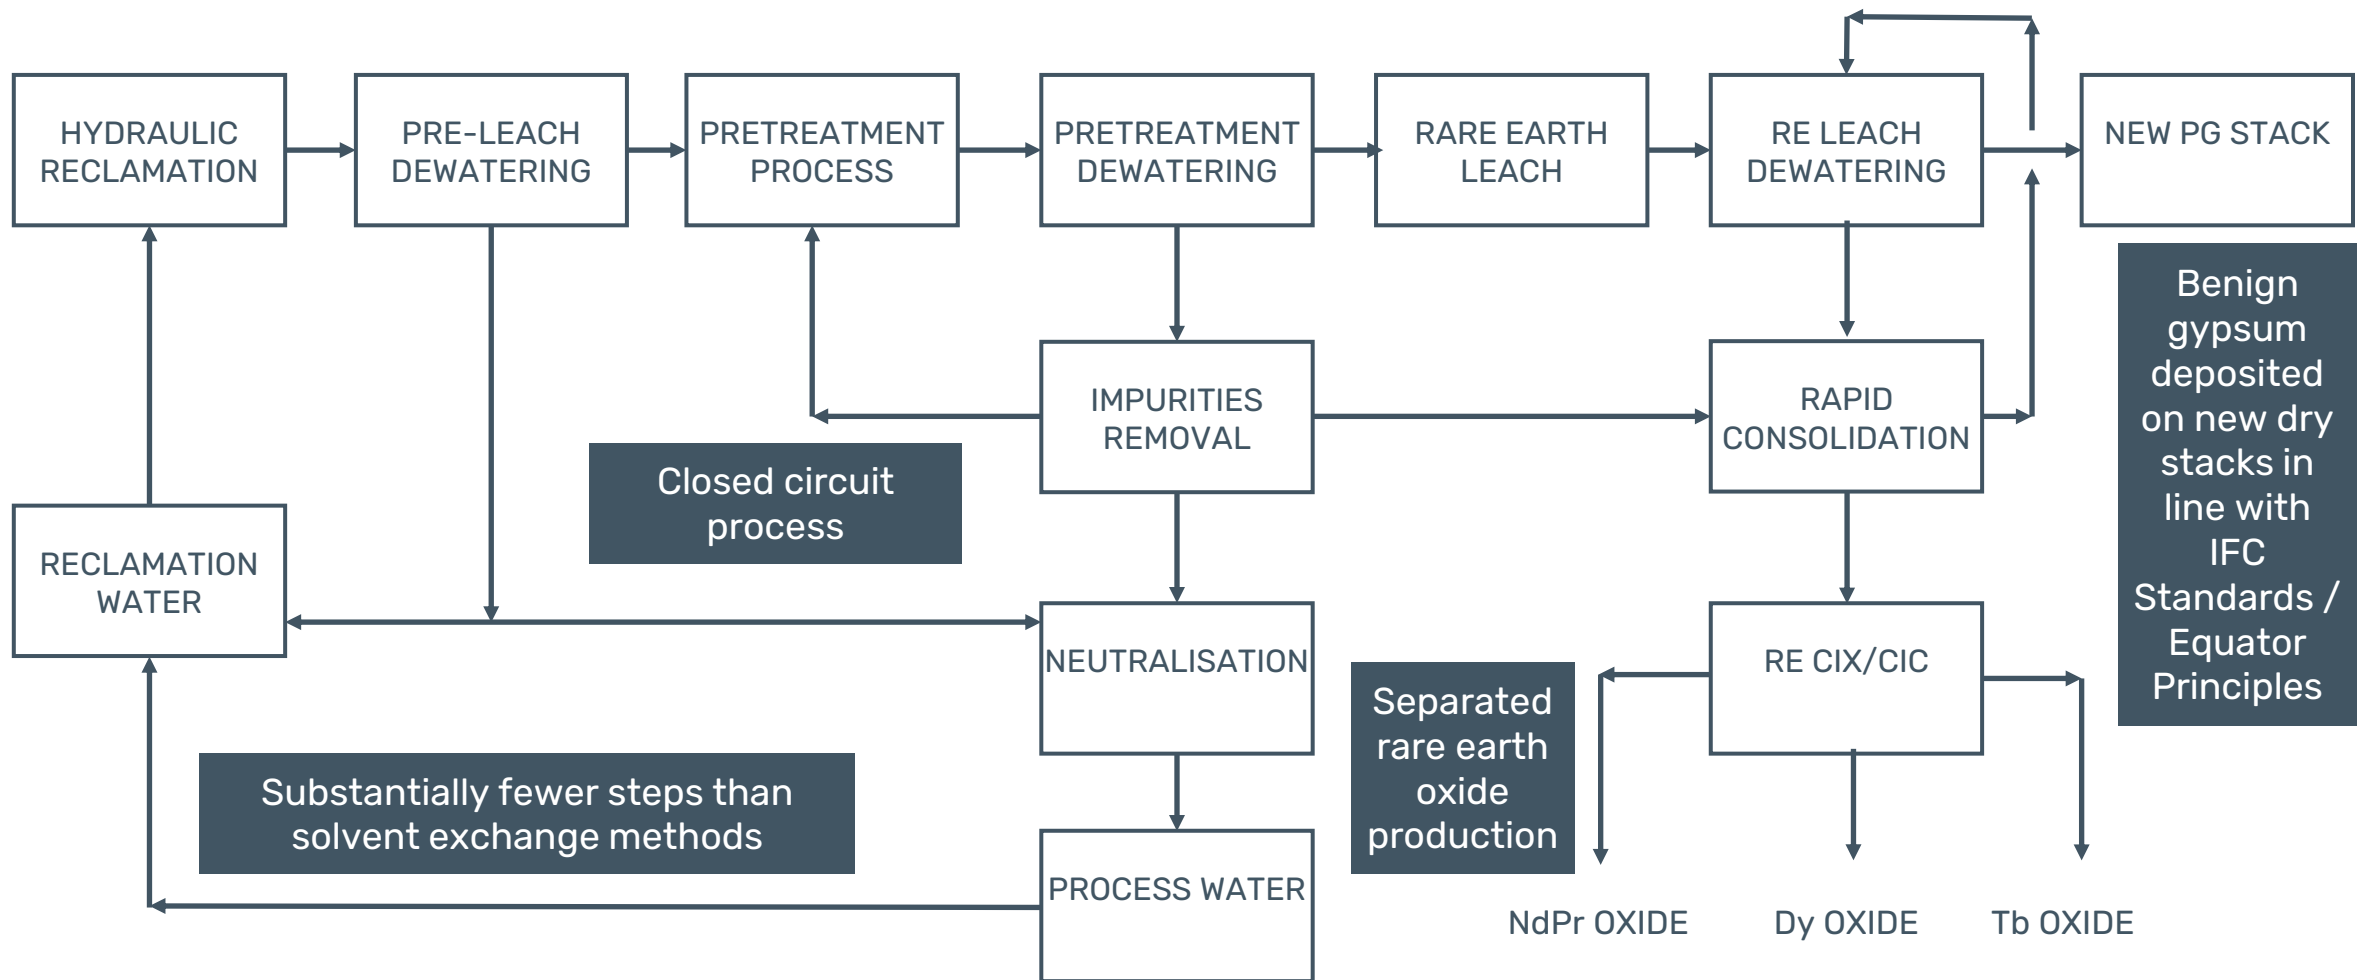 HYDRAULIC
RECLAMATION
PRE-LEACH
DEWATERING
PRETREATMENT
PROCESS
PRETREATMENT
DEWATERING
RARE EARTH
LEACH
RE LEACH
DEWATERING
NEW PG STACK
Benign
gypsum
deposited
on new dry
stacks in
line with
IFC
Standards /
Equator
Principles
IMPURITIES
REMOVAL
RAPID
CONSOLIDATION
Closed circuit
process
RECLAMATION
WATER
NEUTRALISATION
RE CIX/CIC
Separated
rare earth
oxide
production
Substantially fewer steps than
solvent exchange methods
PROCESS WATER
NdPr OXIDE
Dy OXIDE
Tb OXIDE